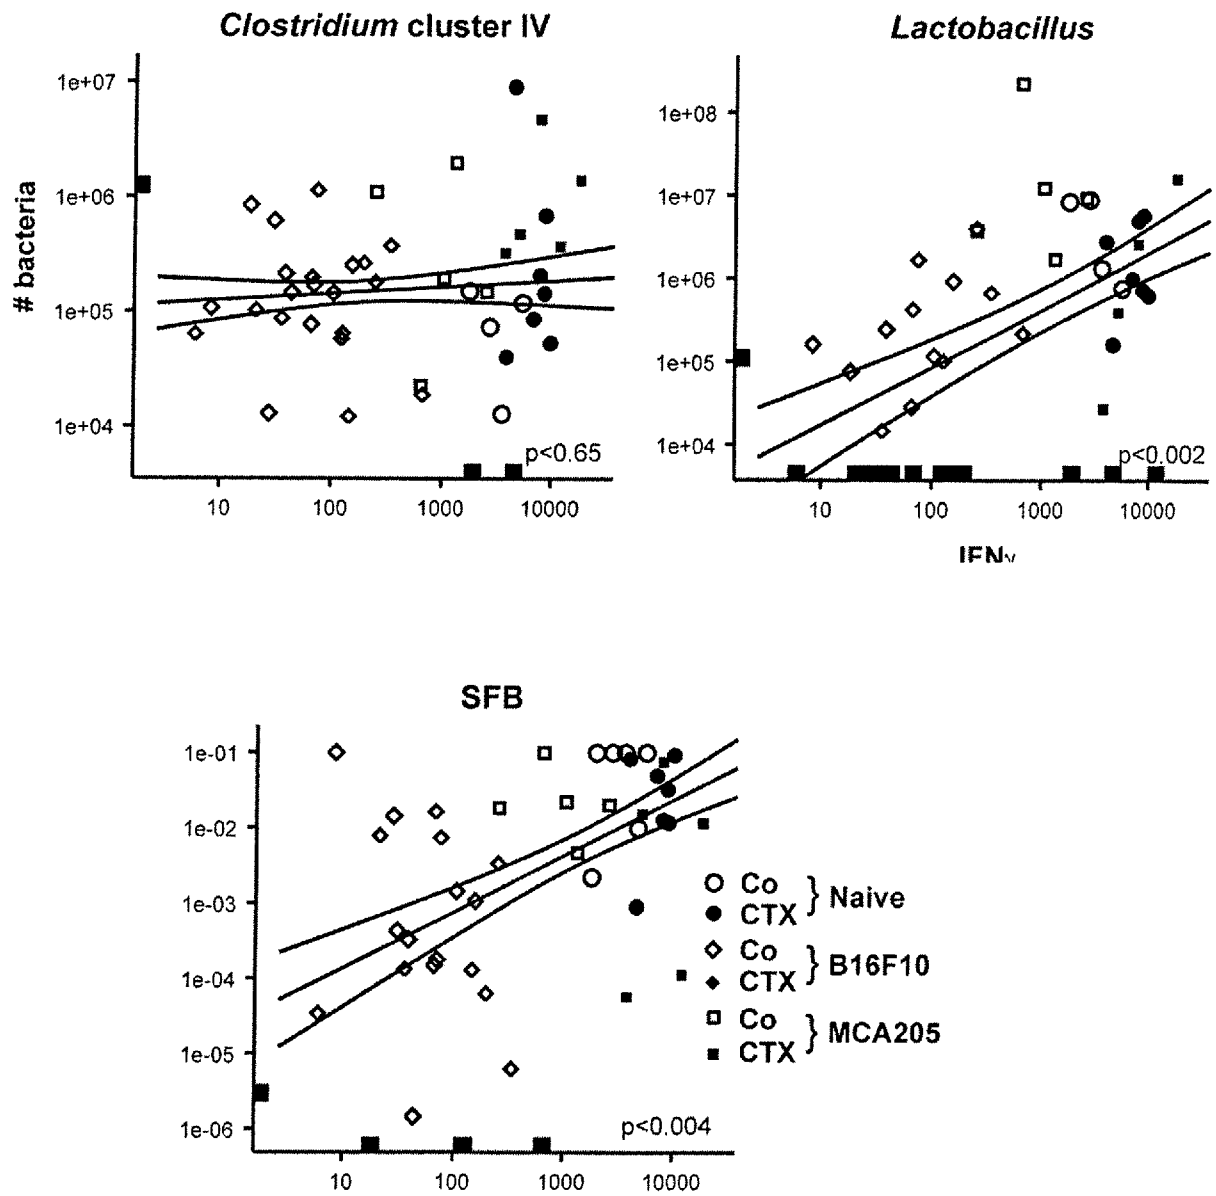 Clostridium cluster IV
1e+07
1e+06
1e+05
1e+04
# bacteria
p<0.65
10 100 1000 10000
Lactobacillus
1e+08
1e+07
1e+06
1e+05
1e+04
p<0.002
10 100 1000 10000
IFNγ
SFB
1e-01
1e-02
1e-03
1e-04
1e-05
1e-06
p<0.004
10 100 1000 10000
Co } Naive
CTX
Co } B16F10
CTX
Co } MCA205
CTX